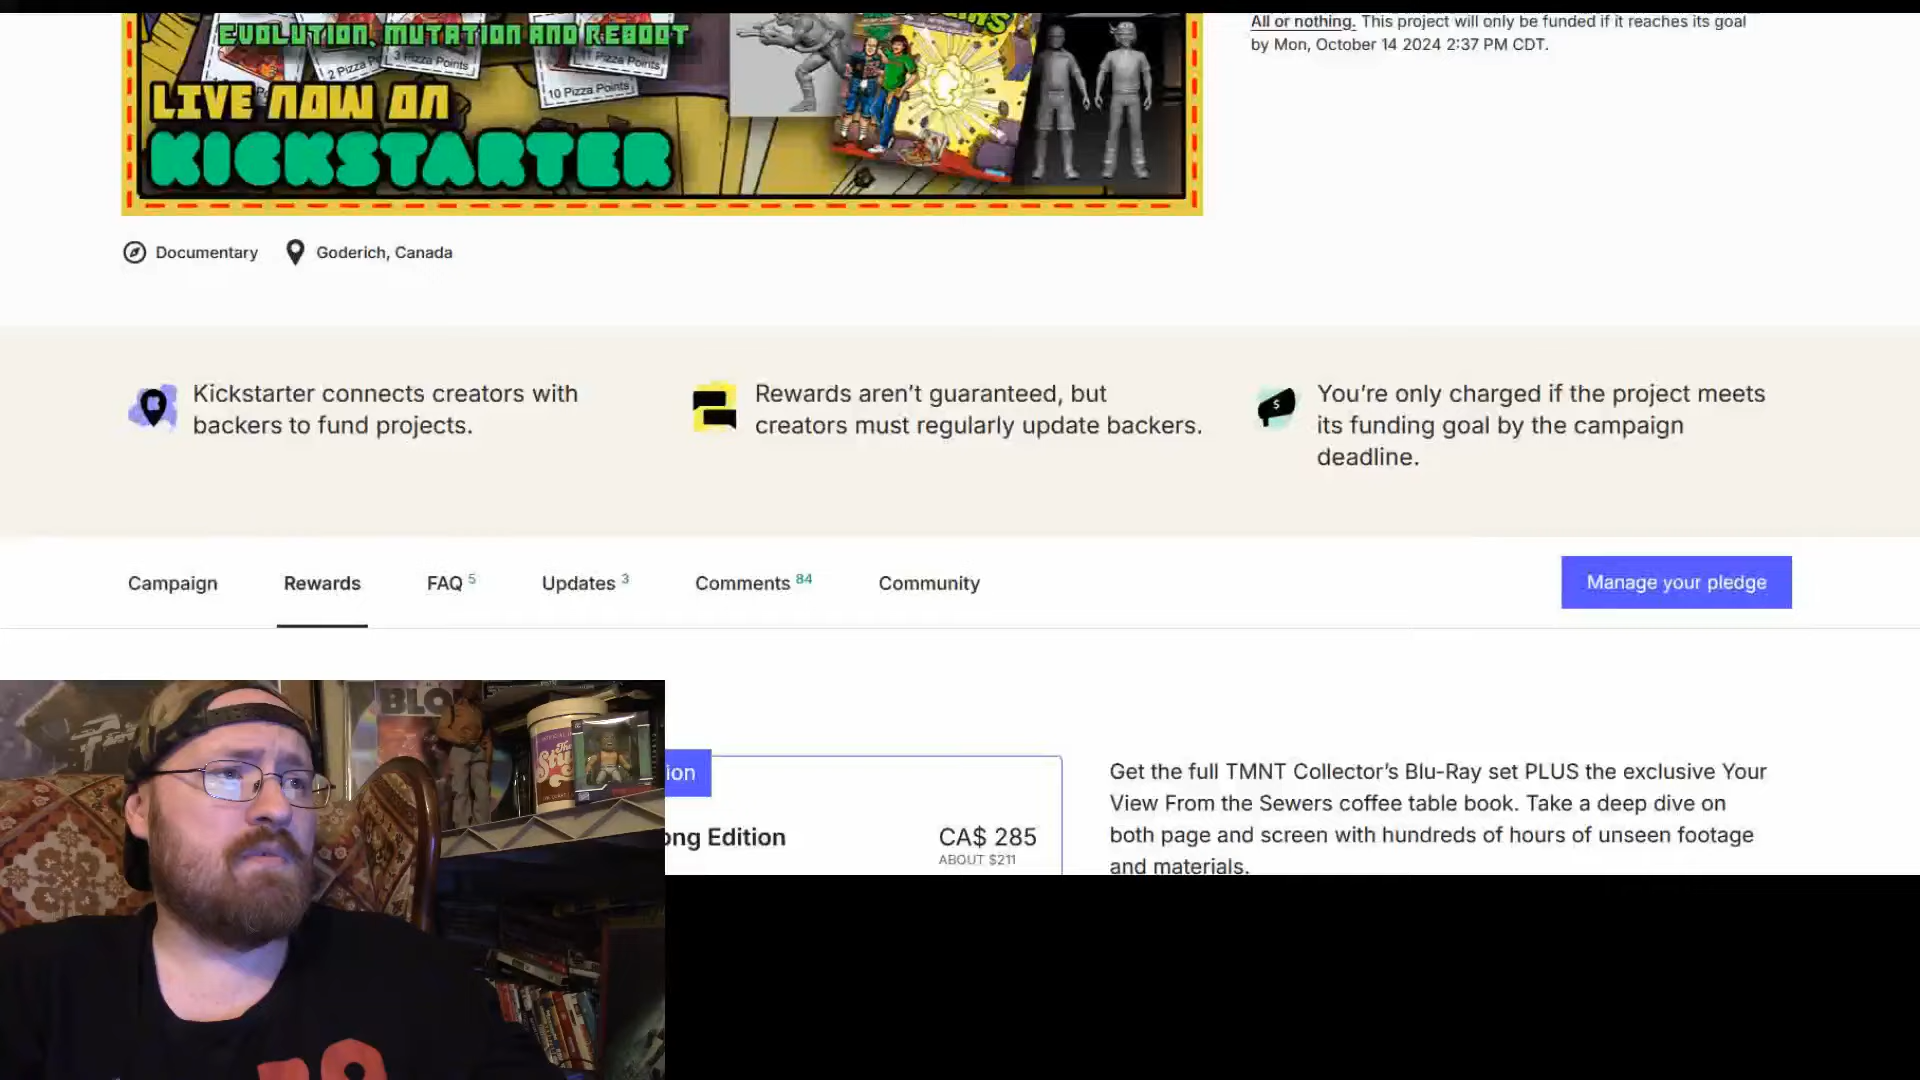 All or nothing. This project will only be funded if it reaches its goal
by Mon, October 14 2024 2:37 PM CDT.
EVOLUTION, MUTATION AND REBOOT
2 Pizza
3 Pizza Points
11 Pizza Points
10 Pizza Points
LIVE NOW ON
KICKSTARTER
Documentary
Goderich, Canada
Kickstarter connects creators with
backers to fund projects.
Rewards aren’t guaranteed, but
creators must regularly update backers.
You’re only charged if the project meets
its funding goal by the campaign
deadline.
Campaign
Rewards
FAQ 5
Updates 3
Comments 84
Community
Manage your pledge
ion
ong Edition
CA$ 285
ABOUT $211
Get the full TMNT Collector’s Blu-Ray set PLUS the exclusive Your
View From the Sewers coffee table book. Take a deep dive on
both page and screen with hundreds of hours of unseen footage
and materials.
BLO
The
Stu